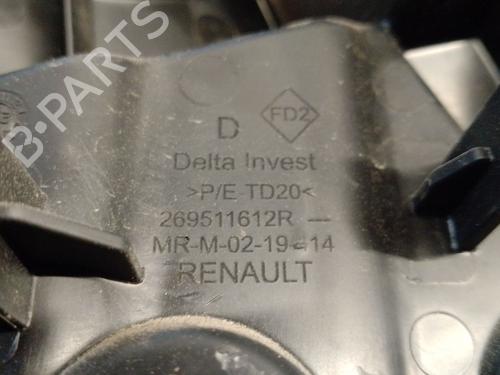 D FD2
Delta Invest
>P/E TD20<
269511612R
MR-M-02-19-14
RENAULT
B-PARTS